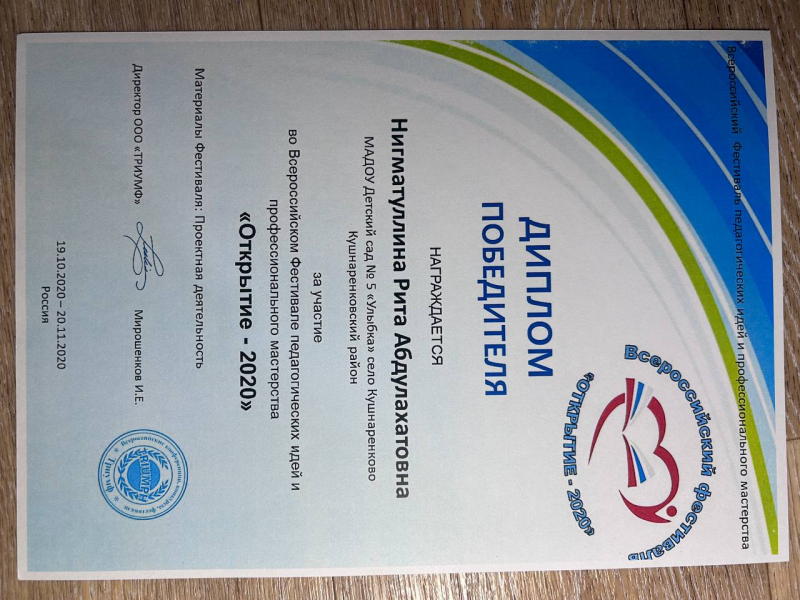 Всероссийский Фестиваль педагогических идей и профессионального мастерства
Всероссийский фестиваль
"ОТКРЫТИЕ - 2020"
ДИПЛОМ
ПОБЕДИТЕЛЯ
НАГРАЖДАЕТСЯ
Нигматуллина Рита Абдулахатовна
МАДОУ Детский сад № 5 «Улыбка» село Кушнаренково
Кушнаренковский район
за участие
во Всероссийском Фестивале педагогических идей и
профессионального мастерства
«Открытие - 2020»
Материалы Фестиваля: Проектная деятельность
Директор ООО «ТРИУМФ» Мирошенков И.Е.
TRIUMPH
19.10.2020 – 20.11.2020
Россия